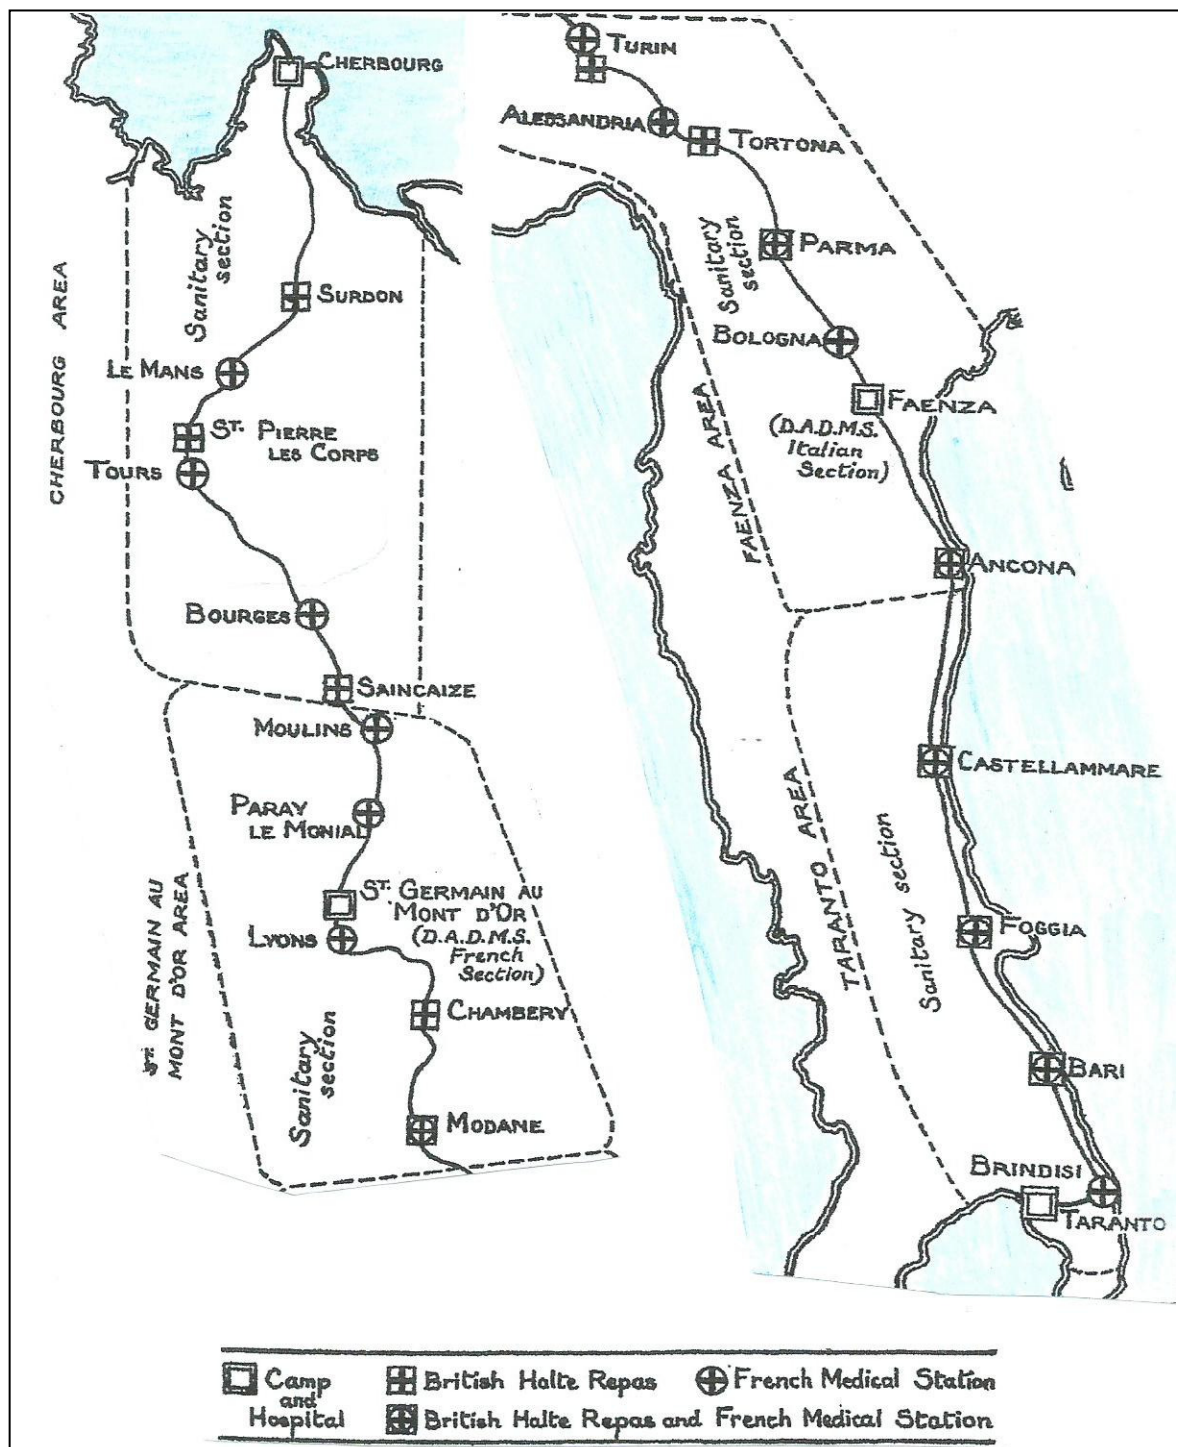 CHERBOURG
Sanitary
section
CHERBOURG AREA
SURDON
LE MANS
ST. PIERRE
LES CORPS
TOURS
BOURGES
SAINCAIZE
MOULINS
PARAY
LE MONIAL
ST. GERMAIN AU
MONT D'OR
(D.A.D.M.S.
French
Section)
LYONS
ST. GERMAIN AU
MONT D'OR AREA
CHAMBERY
Sanitary
section
MODANE
TURIN
ALESSANDRIA
TORTONA
Sanitary
section
PARMA
BOLOGNA
FAENZA
(D.A.D.M.S.
Italian
Section)
FAENZA AREA
ANCONA
CASTELLAMMARE
TARANTO AREA
Sanitary section
FOGGIA
BARI
BRINDISI
TARANTO
Camp
and
Hospital
British Halte Repas
French Medical Station
British Halte Repas and French Medical Station